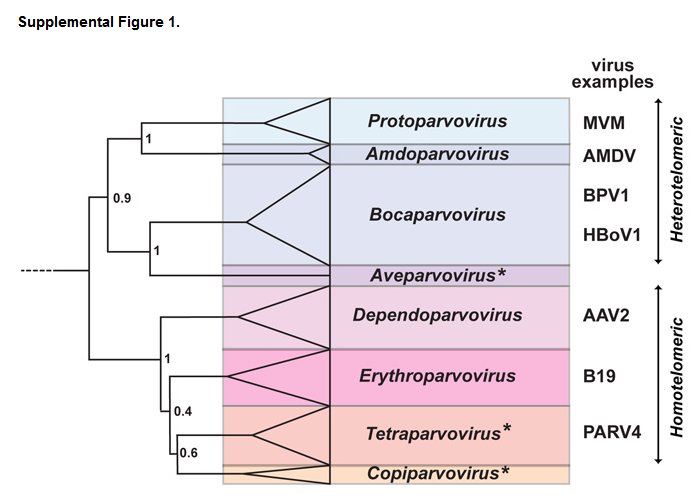 Supplemental Figure 1.
virus
examples
Protoparvovirus
MVM
1
Amdoparvovirus
AMDV
0.9
BPV1
Bocaparvovirus
HBoV1
1
Aveparvovirus*
Heterotelomeric
Dependoparvovirus
AAV2
1
Erythroparvovirus
B19
0.4
Tetraparvovirus*
PARV4
0.6
Copiparvovirus*
Homotelomeric